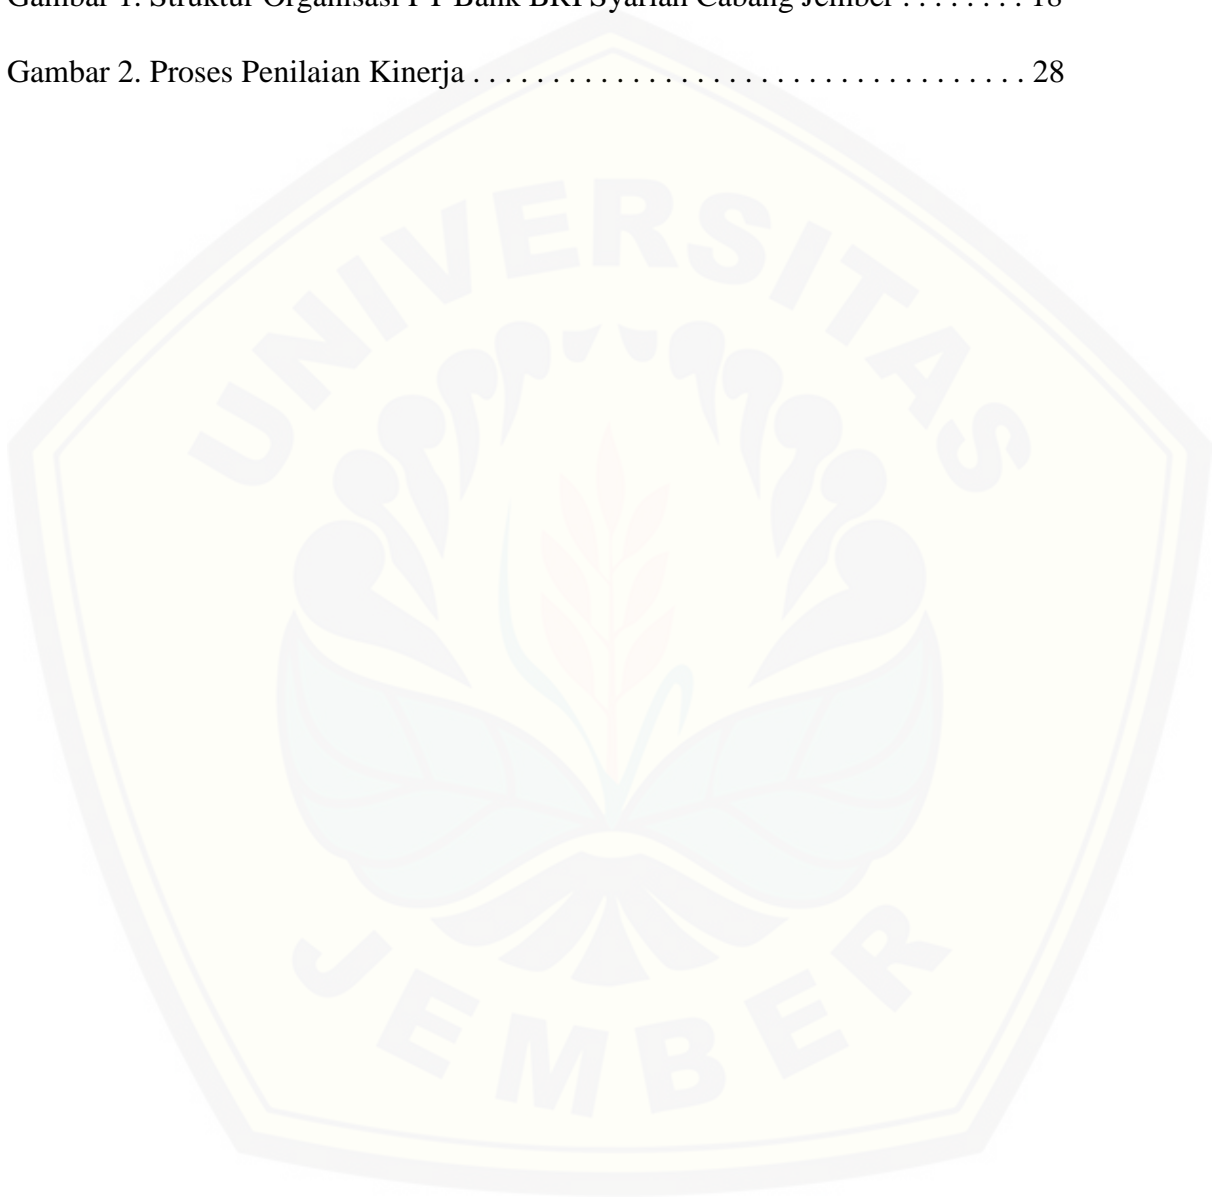 Gambar 1. Struktur Organisasi PT Bank BRI Syariah Cabang Jember . . . . . . . . 18
Gambar 2. Proses Penilaian Kinerja . . . . . . . . . . . . . . . . . . . . . . . . . . . . . . . . . . . 28
UNIVERSITAS
JEMBER